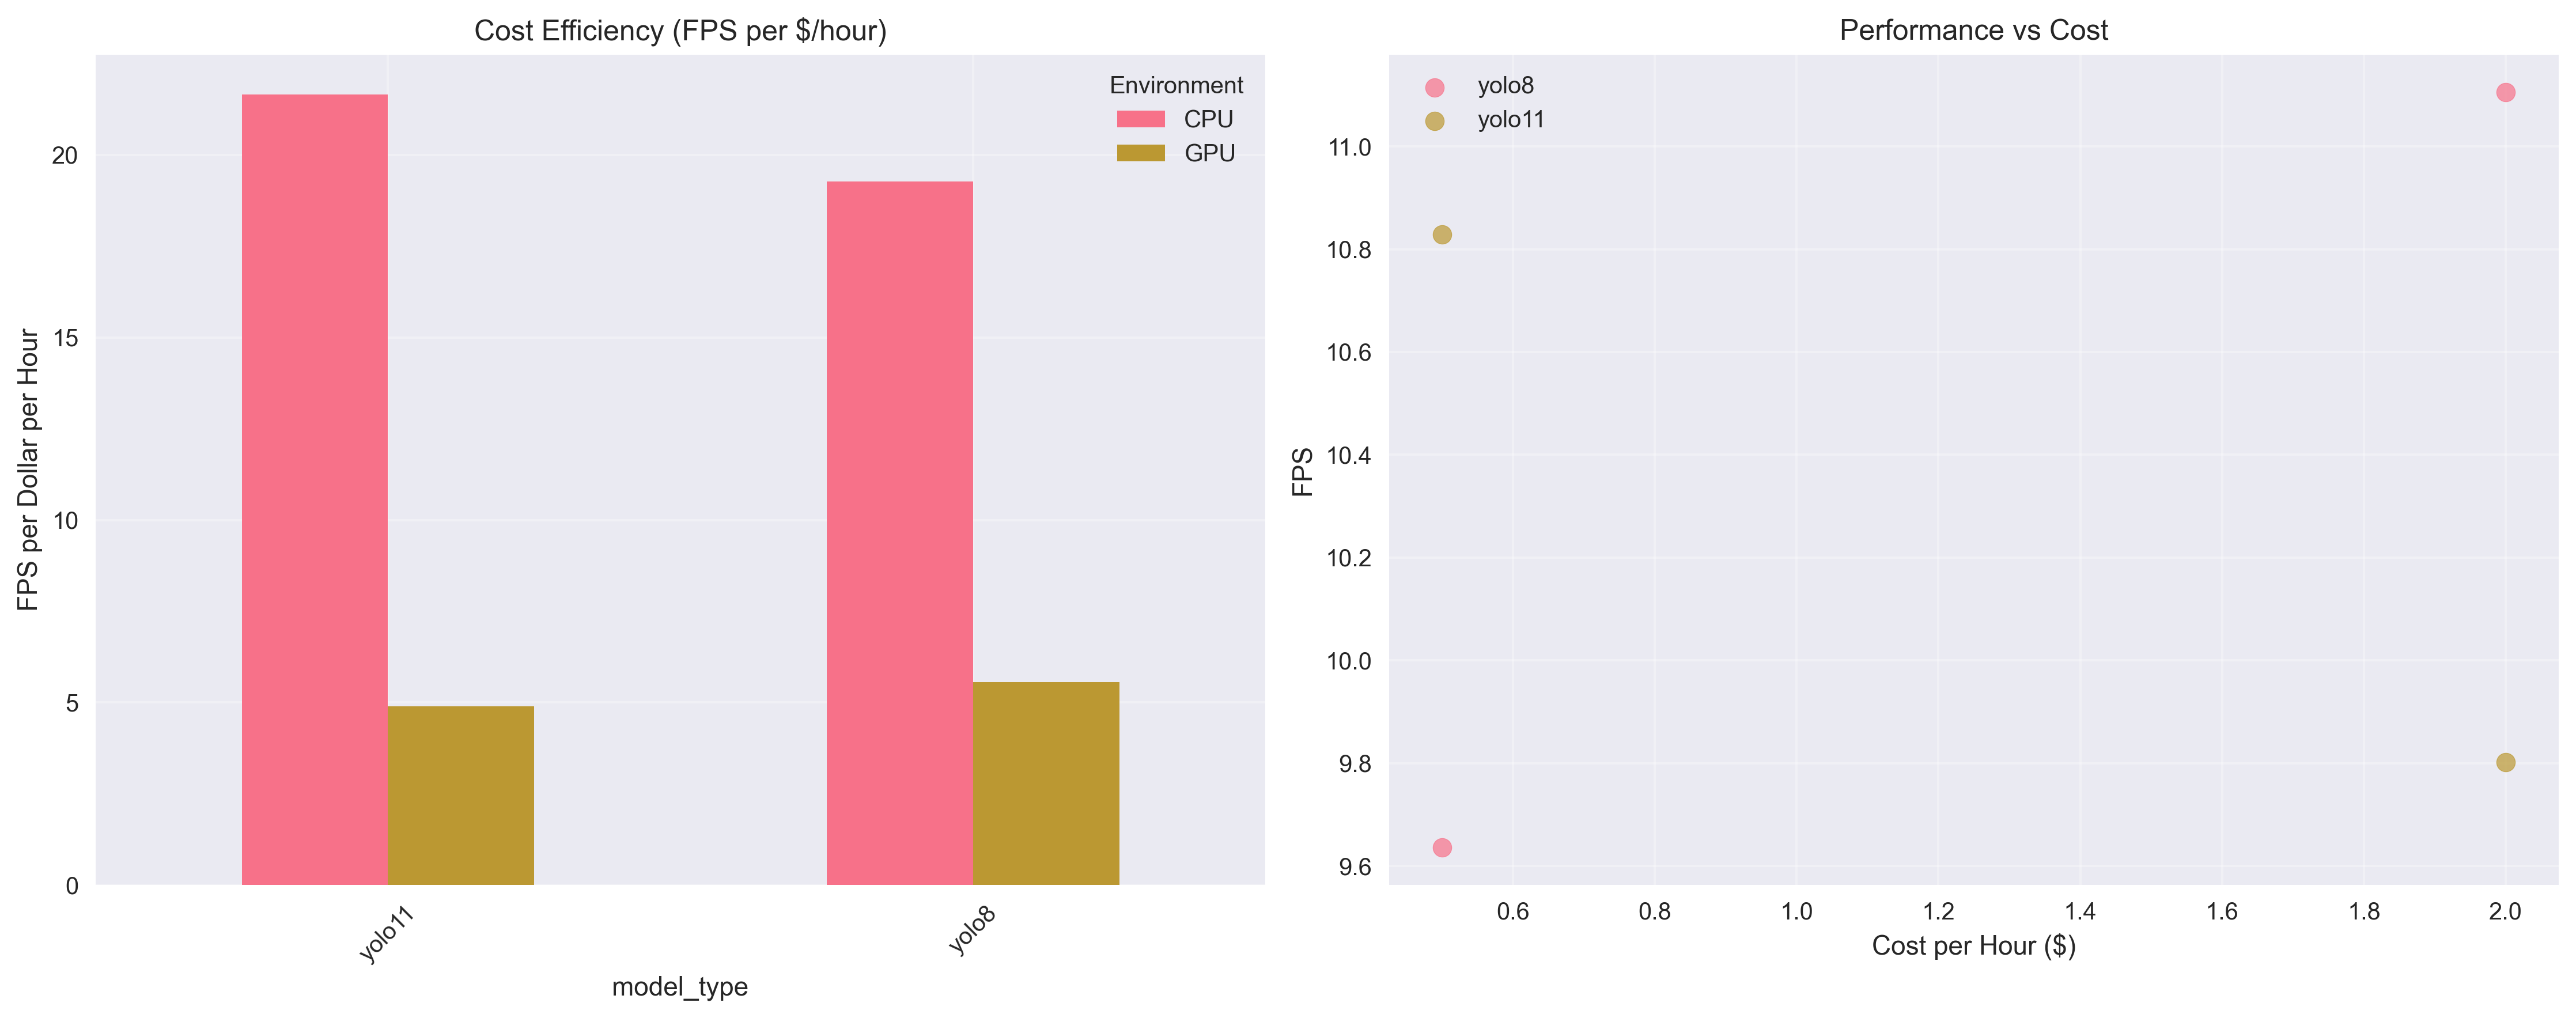 Cost Efficiency (FPS per $/hour)
FPS per Dollar per Hour
20
15
10
5
0
Environment
CPU
GPU
yolo11
yolo8
model_type
Performance vs Cost
yolo8
yolo11
FPS
11.0
10.8
10.6
10.4
10.2
10.0
9.8
9.6
0.6 0.8 1.0 1.2 1.4 1.6 1.8 2.0
Cost per Hour ($)